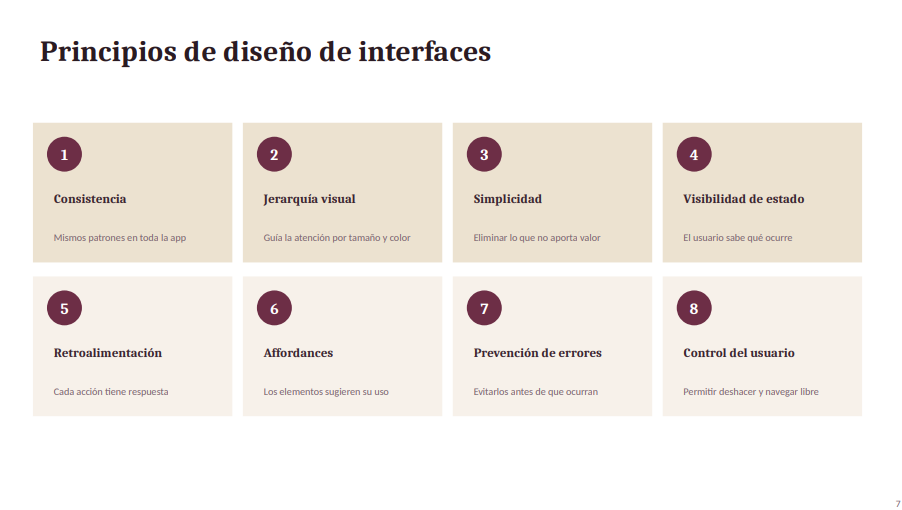 Principios de diseño de interfaces
1
Consistencia
Mismos patrones en toda la app
2
Jerarquía visual
Guía la atención por tamaño y color
3
Simplicidad
Eliminar lo que no aporta valor
4
Visibilidad de estado
El usuario sabe qué ocurre
5
Retroalimentación
Cada acción tiene respuesta
6
Affordances
Los elementos sugieren su uso
7
Prevención de errores
Evitarlos antes de que ocurran
8
Control del usuario
Permitir deshacer y navegar libre
7